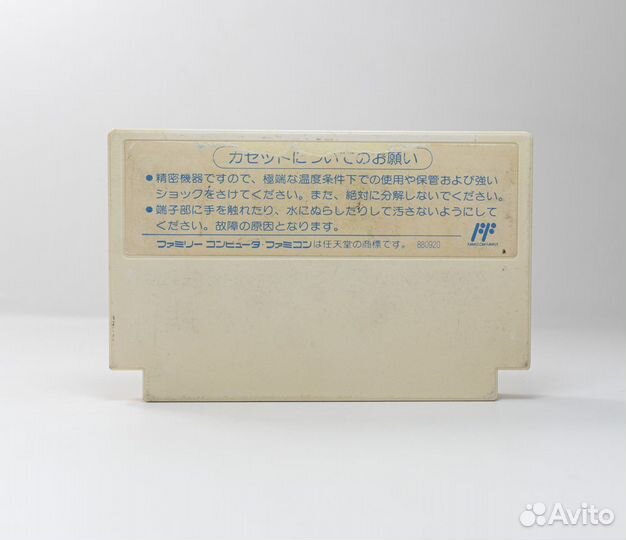 カセットについてのお願い
●精密機器ですので、極端な温度条件下での使用や保管および強い
ショックをさけてください。また、絶対に分解しないでください。
●端子部に手を触れたり、水にぬらしたりして汚さないようにして
ください。故障の原因となります。
ファミリー コンピュータ・ファミコンは任天堂の商標です。 880920
FAMICOM FAMILY
Avito